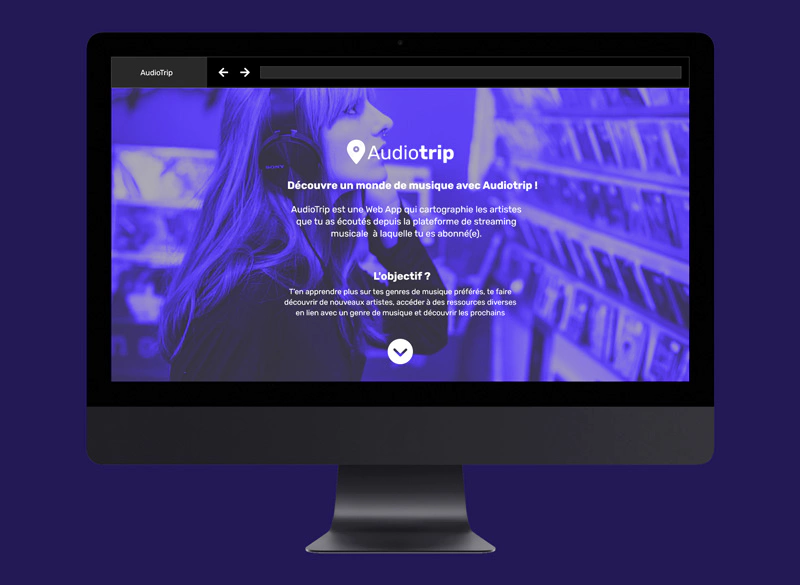 AudioTrip
Audiotrip
Découvre un monde de musique avec Audiotrip !
AudioTrip est une Web App qui cartographie les artistes
que tu as écoutés depuis la plateforme de streaming
musicale à laquelle tu es abonné(e).
L'objectif ?
T'en apprendre plus sur tes genres de musique préférés, te faire
découvrir de nouveaux artistes, accéder à des ressources diverses
en lien avec un genre de musique et découvrir les prochains
SONY